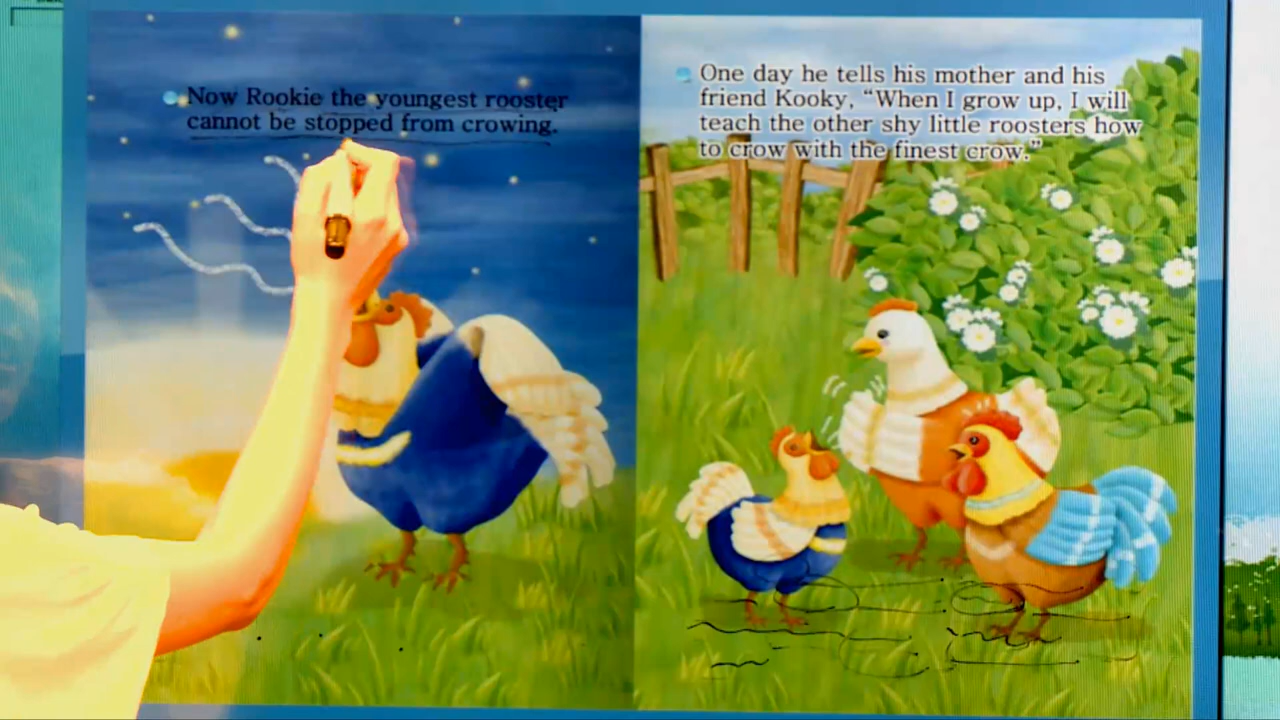 Now Rookie the youngest rooster
cannot be stopped from crowing.
One day he tells his mother and his
friend Kooky, “When I grow up, I will
teach the other shy little roosters how
to crow with the finest crow.”